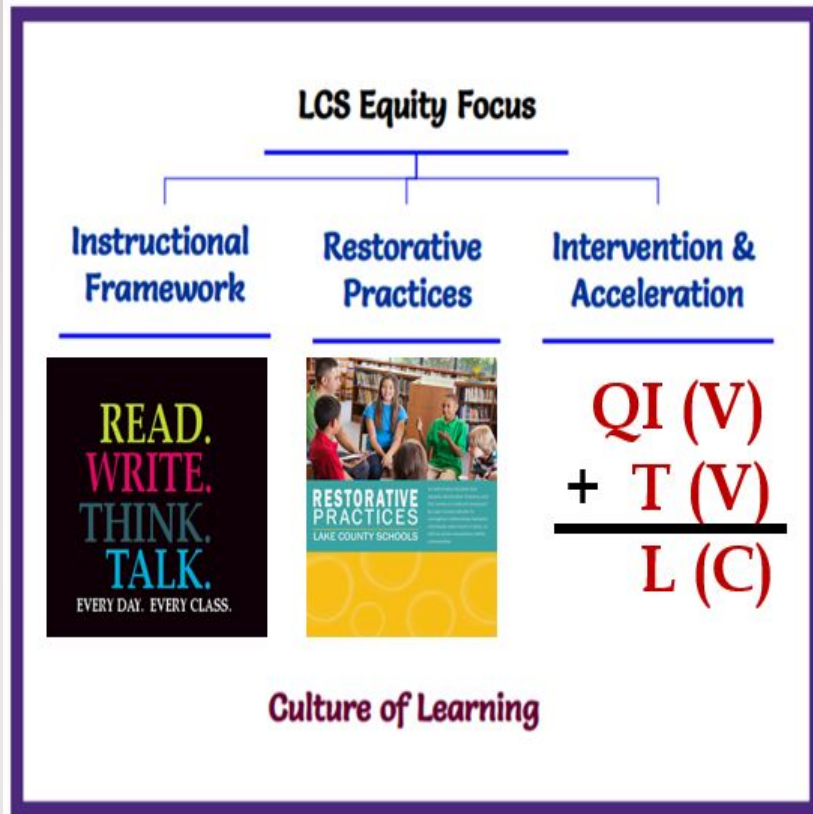 LCS Equity Focus
Instructional
Framework
Restorative
Practices
Intervention &
Acceleration
READ.
WRITE.
THINK.
TALK.
EVERY DAY. EVERY CLASS.
RESTORATIVE
PRACTICES
LAKE COUNTY SCHOOLS
QI (V)
+ T (V)
L (C)
Culture of Learning